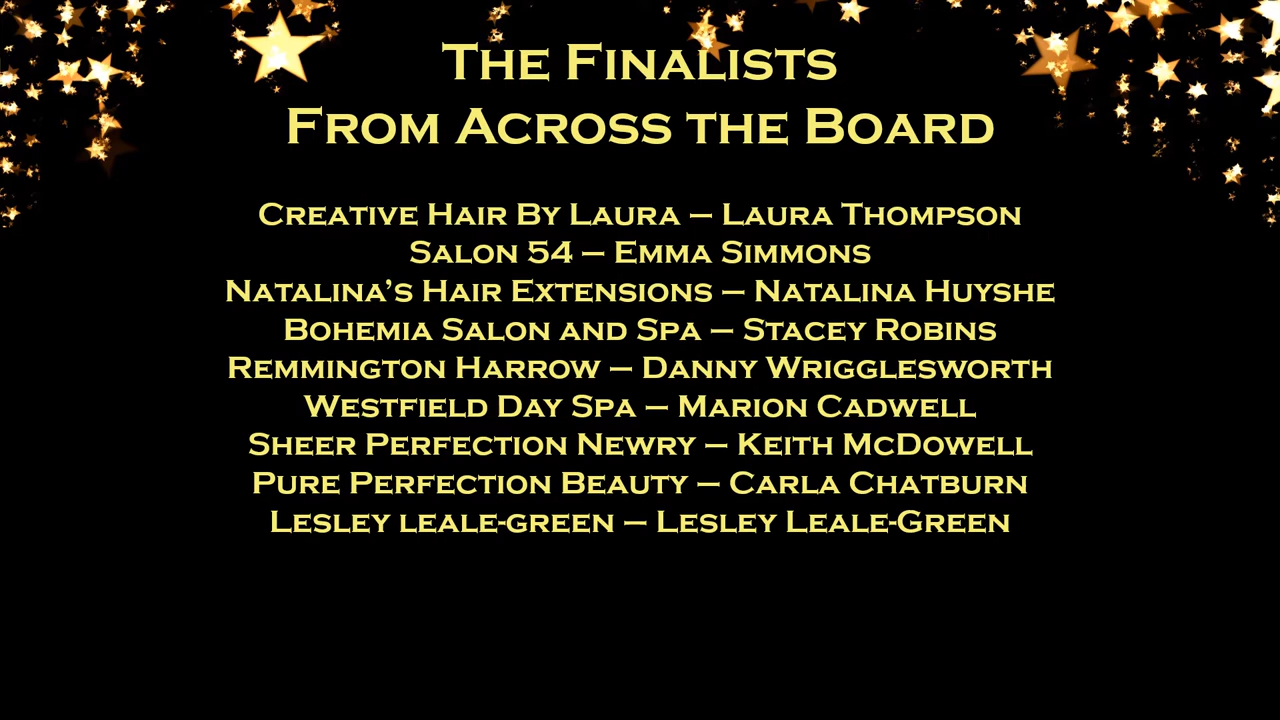 The Finalists
From Across the Board
Creative Hair By Laura – Laura Thompson
Salon 54 – Emma Simmons
Natalina's Hair Extensions – Natalina Huyshe
Bohemia Salon and Spa – Stacey Robins
Remmington Harrow – Danny Wrigglesworth
Westfield Day Spa – Marion Cadwell
Sheer Perfection Newry – Keith McDowell
Pure Perfection Beauty – Carla Chatburn
Lesley leale-green – Lesley Leale-Green